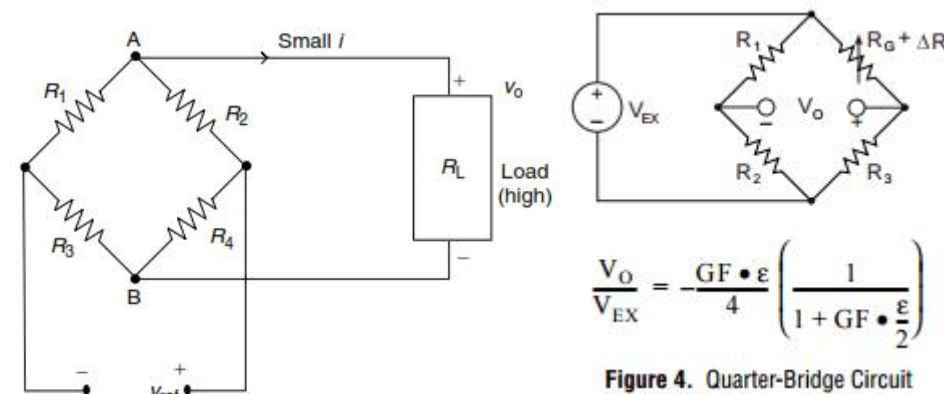 A
Small i
+
vo
R1
R2
RL
Load
(high)
R3
R4
−
B
−
+
vref
R1
RG + ΔR
+
−
VEX
−
VO
+
R2
R3
VO
VEX
= − GF • ε
4
( 1
1 + GF • ε
2 )
Figure 4. Quarter-Bridge Circuit